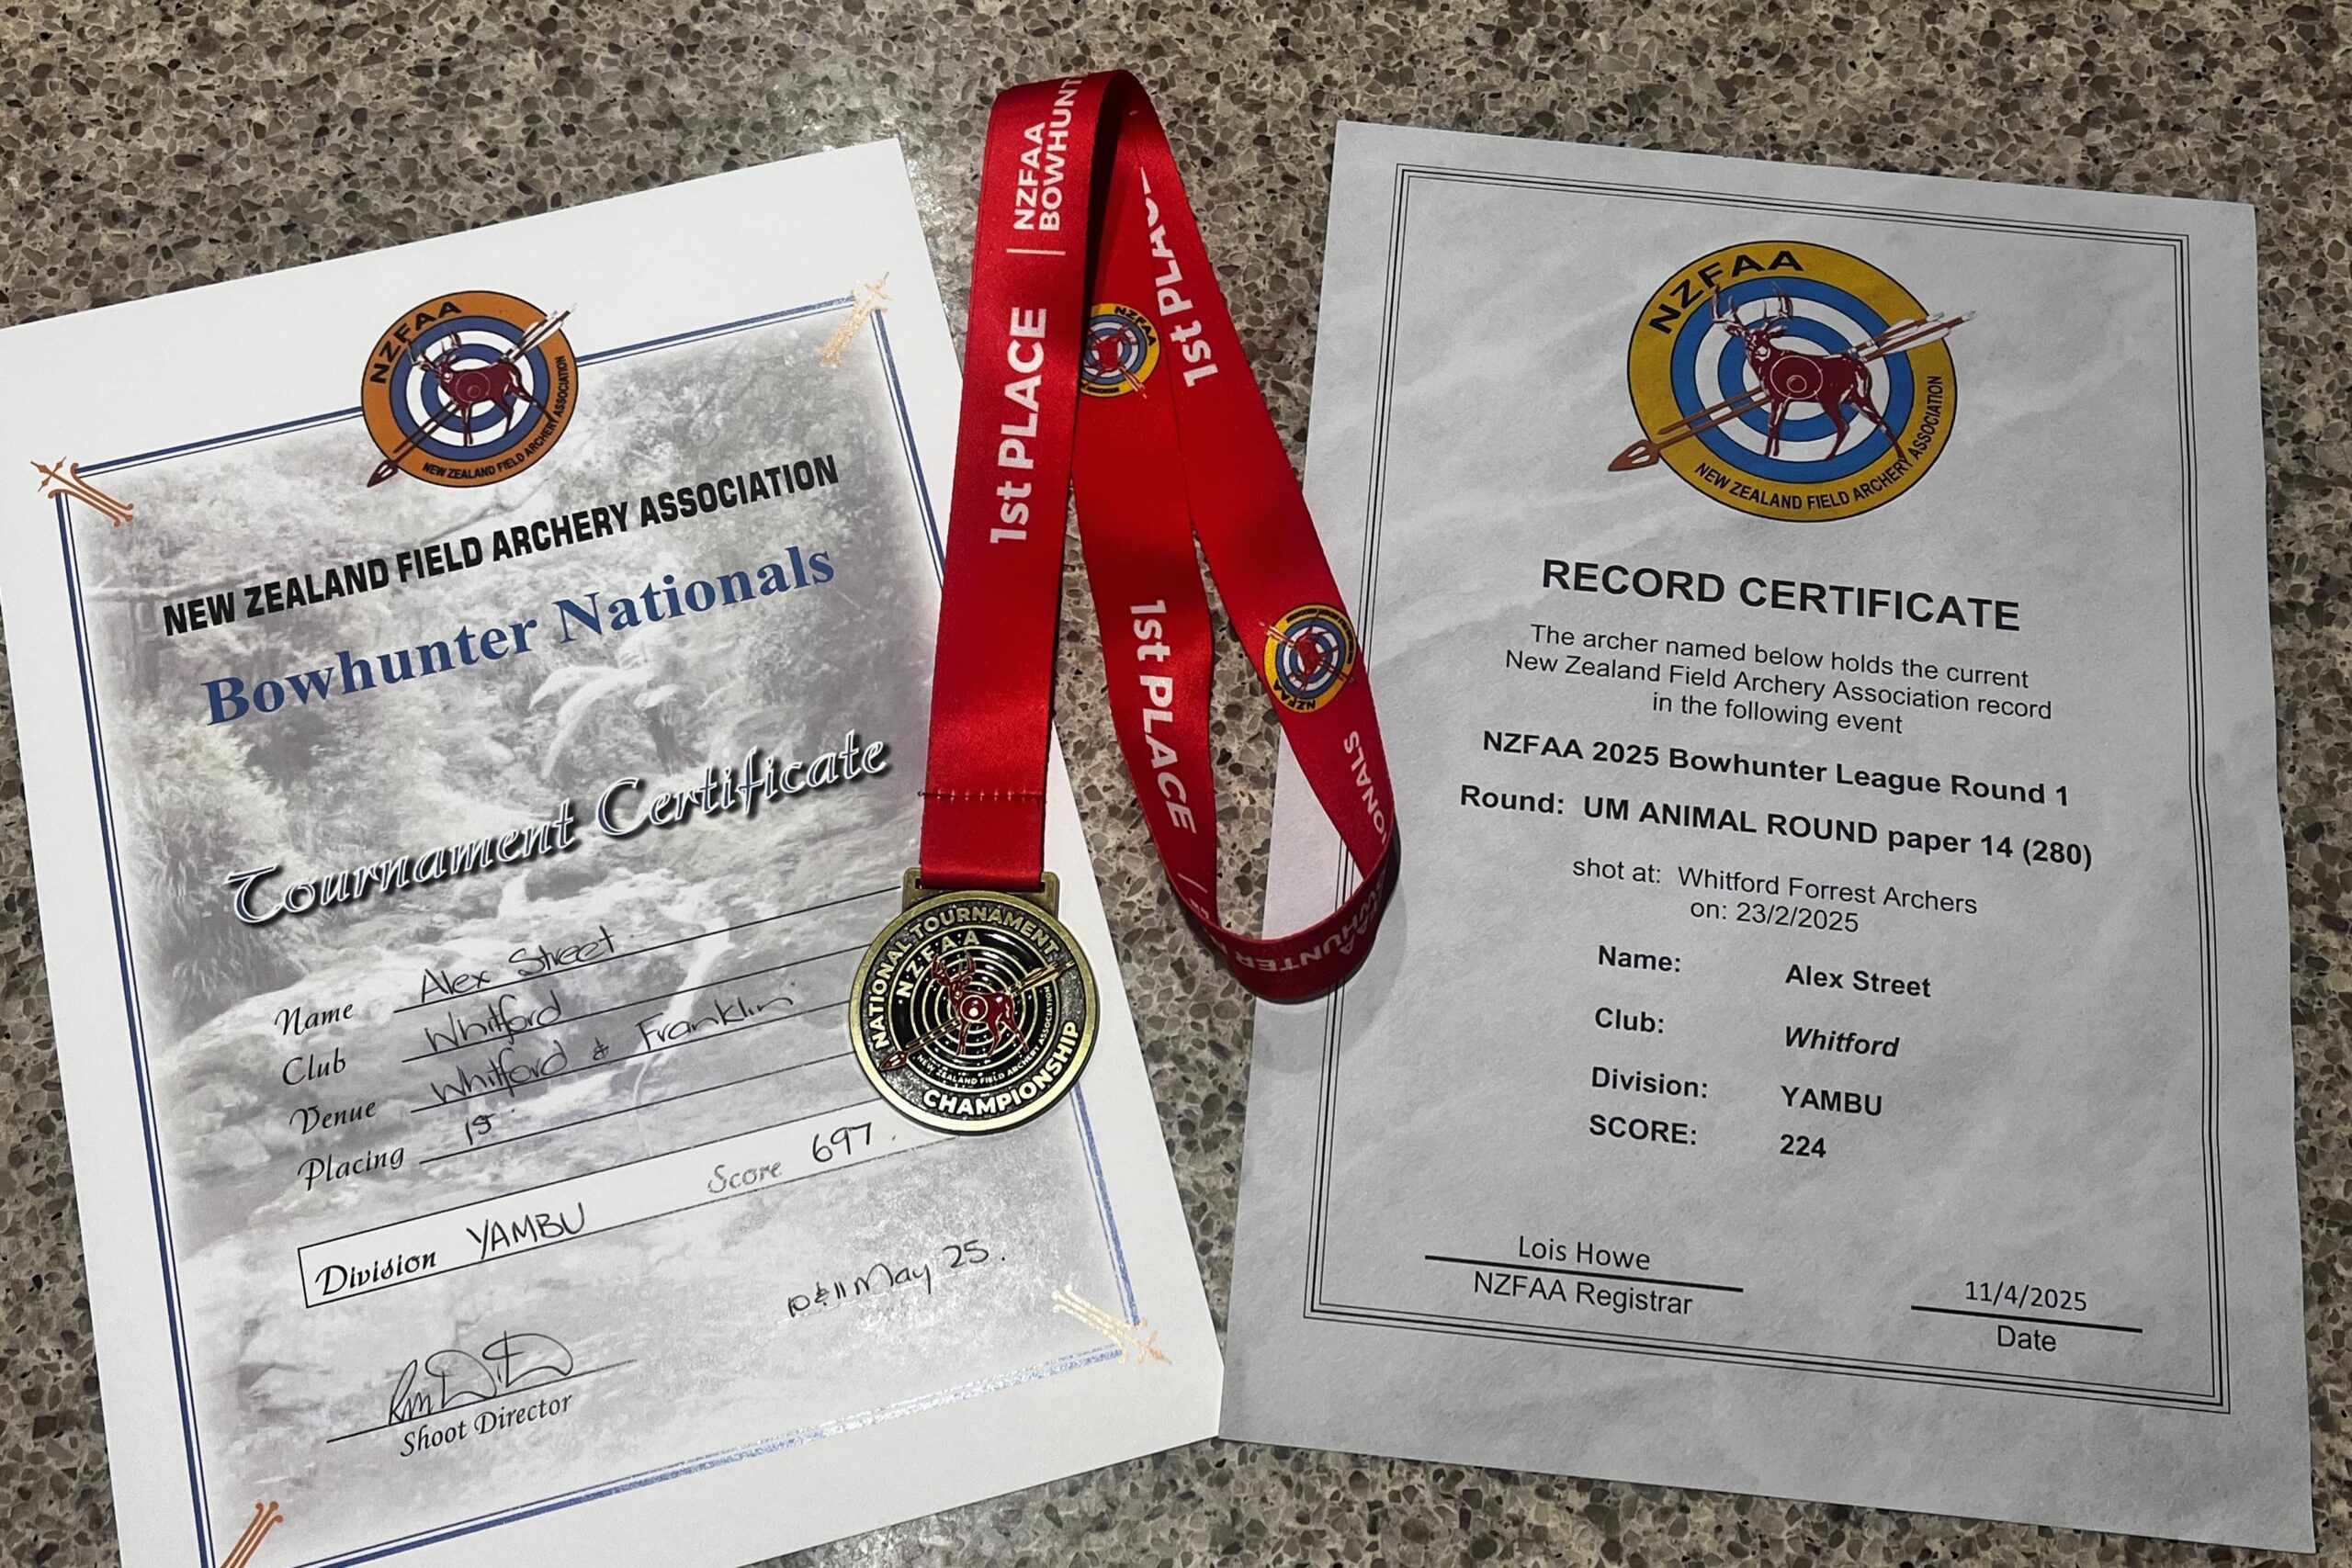 NZFAA
NEW ZEALAND FIELD ARCHERY ASSOCIATION
NEW ZEALAND FIELD ARCHERY ASSOCIATION
Bowhunter Nationals
Tournament Certificate
Name Alex Street
Club Whitford
Venue Whitford & Franklin
Placing 1st
Division YAMBU Score 697.
10 & 11 May 25.
Shoot Director
1st PLACE | NZFAA
BOWHUNT
1st PLAC
NZFAA
1st PLACE |
NZFAA
ONALS
UNTER
NATIONAL TOURNAMENT
NZFAA
NEW ZEALAND FIELD ARCHERY ASSOCIATION
CHAMPIONSHIP
NZFAA
NEW ZEALAND FIELD ARCHERY ASSOCIATION
RECORD CERTIFICATE
The archer named below holds the current
New Zealand Field Archery Association record
in the following event
NZFAA 2025 Bowhunter League Round 1
Round: UM ANIMAL ROUND paper 14 (280)
shot at: Whitford Forrest Archers
on: 23/2/2025
Name: Alex Street
Club: Whitford
Division: YAMBU
SCORE: 224
Lois Howe
NZFAA Registrar
11/4/2025
Date